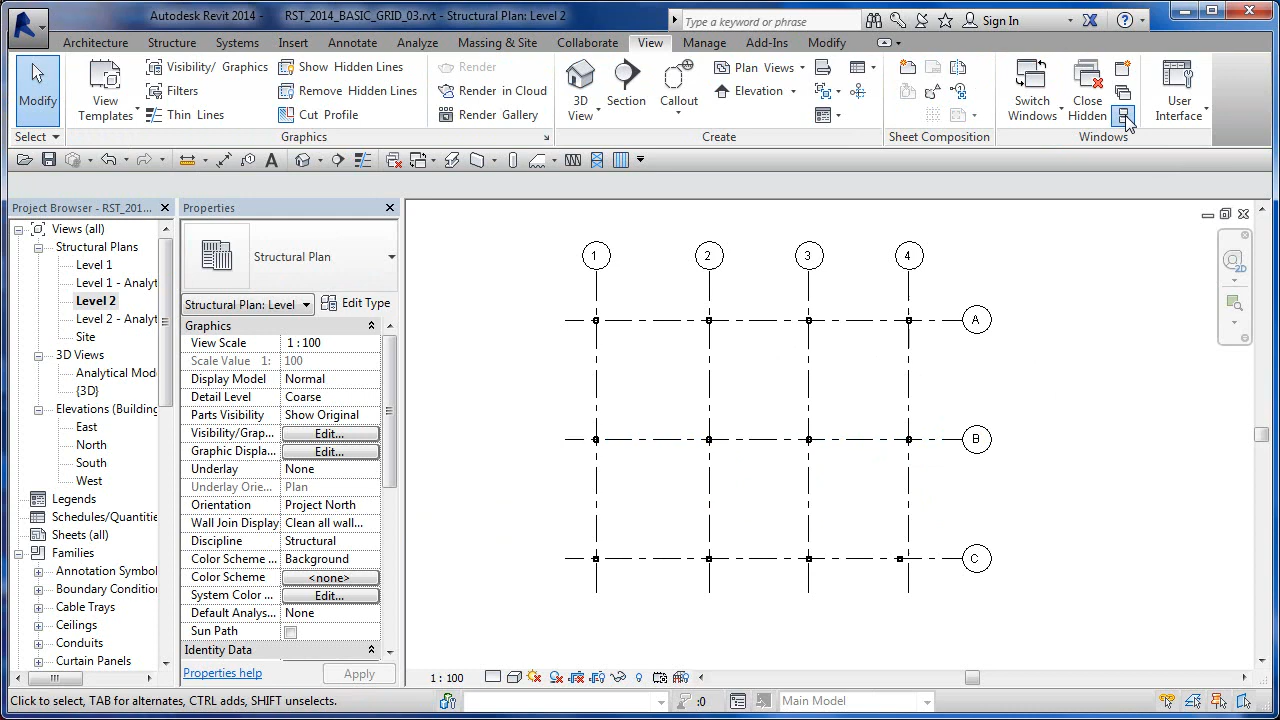 Autodesk Revit 2014 - RST_2014_BASIC_GRID_03.rvt - Structural Plan: Level 2
Type a keyword or phrase
Sign In
Architecture Structure Systems Insert Annotate Analyze Massing & Site Collaborate View Manage Add-Ins Modify
Modify
View Templates
Visibility/ Graphics
Filters
Thin Lines
Show Hidden Lines
Remove Hidden Lines
Cut Profile
Render
Render in Cloud
Render Gallery
3D View
Section
Callout
Plan Views
Elevation
Switch Windows
Close Hidden
User Interface
Select
Graphics
Create
Sheet Composition
Windows
Project Browser - RST_201...
Views (all)
Structural Plans
Level 1
Level 1 - Analyt
Level 2
Level 2 - Analyt
Site
3D Views
Analytical Mod
{3D}
Elevations (Building
East
North
South
West
Legends
Schedules/Quantitie
Sheets (all)
Families
Annotation Symbo
Boundary Conditio
Cable Trays
Ceilings
Conduits
Curtain Panels
Properties
Structural Plan
Structural Plan: Level
Edit Type
Graphics
View Scale 1 : 100
Scale Value 1: 100
Display Model Normal
Detail Level Coarse
Parts Visibility Show Original
Visibility/Grap... Edit...
Graphic Displa... Edit...
Underlay None
Underlay Orie... Plan
Orientation Project North
Wall Join Display Clean all wall...
Discipline Structural
Color Scheme ... Background
Color Scheme <none>
System Color ... Edit...
Default Analys... None
Sun Path
Identity Data
Properties help
Apply
1 2 3 4
A
B
C
2D
1 : 100
Click to select, TAB for alternates, CTRL adds, SHIFT unselects.
:0
Main Model